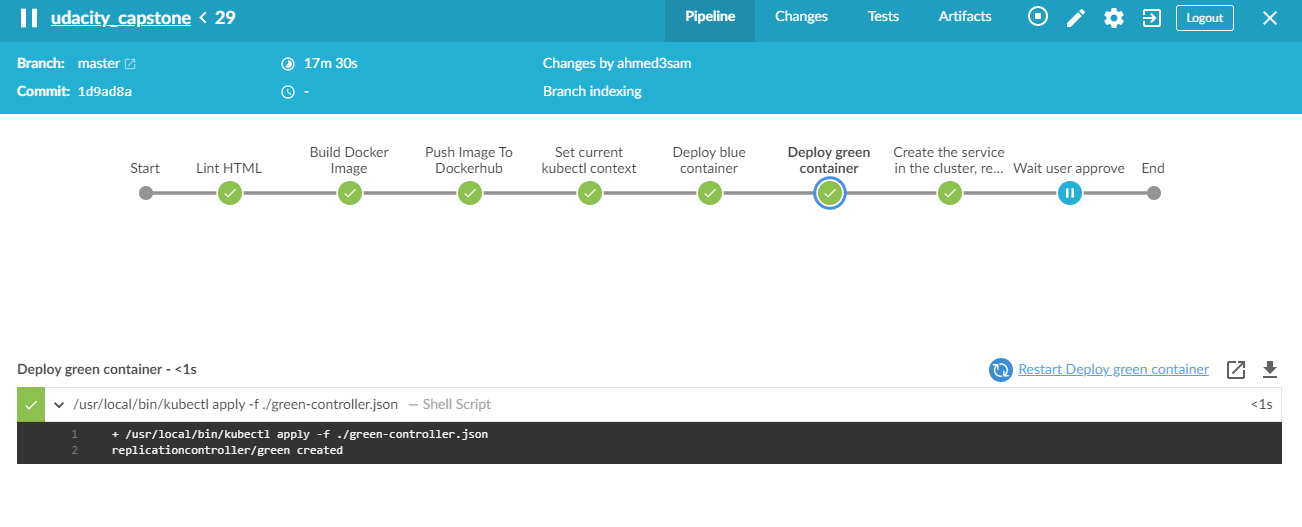 udacity_capstone < 29
Pipeline Changes Tests Artifacts Logout
Branch: master 17m 30s Changes by ahmed3sam
Commit: 1d9ad8a - Branch indexing
Start
Lint HTML
Build Docker
Image
Push Image To
Dockerhub
Set current
kubectl context
Deploy blue
container
Deploy green
container
Create the service
in the cluster, re...
Wait user approve
End
Deploy green container - <1s
Restart Deploy green container
/usr/local/bin/kubectl apply -f ./green-controller.json — Shell Script <1s
1 + /usr/local/bin/kubectl apply -f ./green-controller.json
2 replicationcontroller/green created